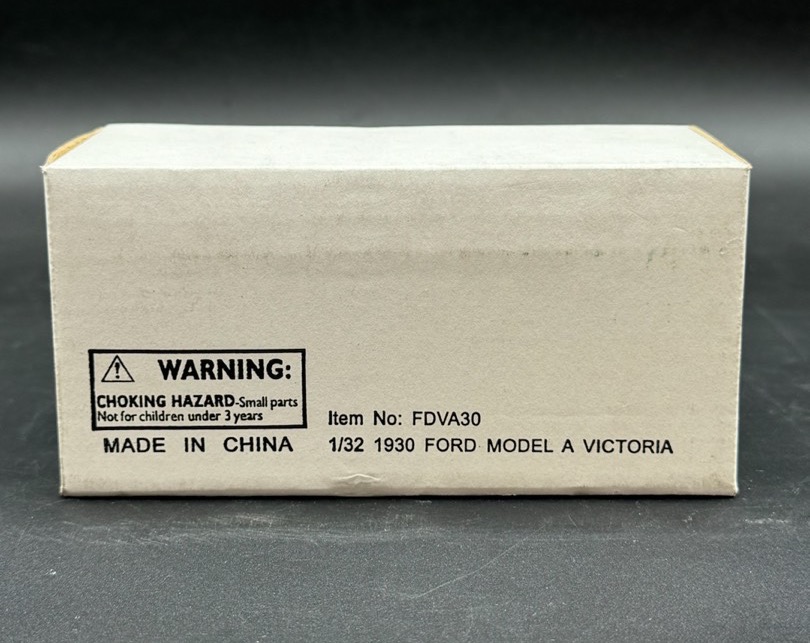 WARNING:
CHOKING HAZARD-Small parts
Not for children under 3 years
MADE IN CHINA
Item No: FDVA30
1/32 1930 FORD MODEL A VICTORIA